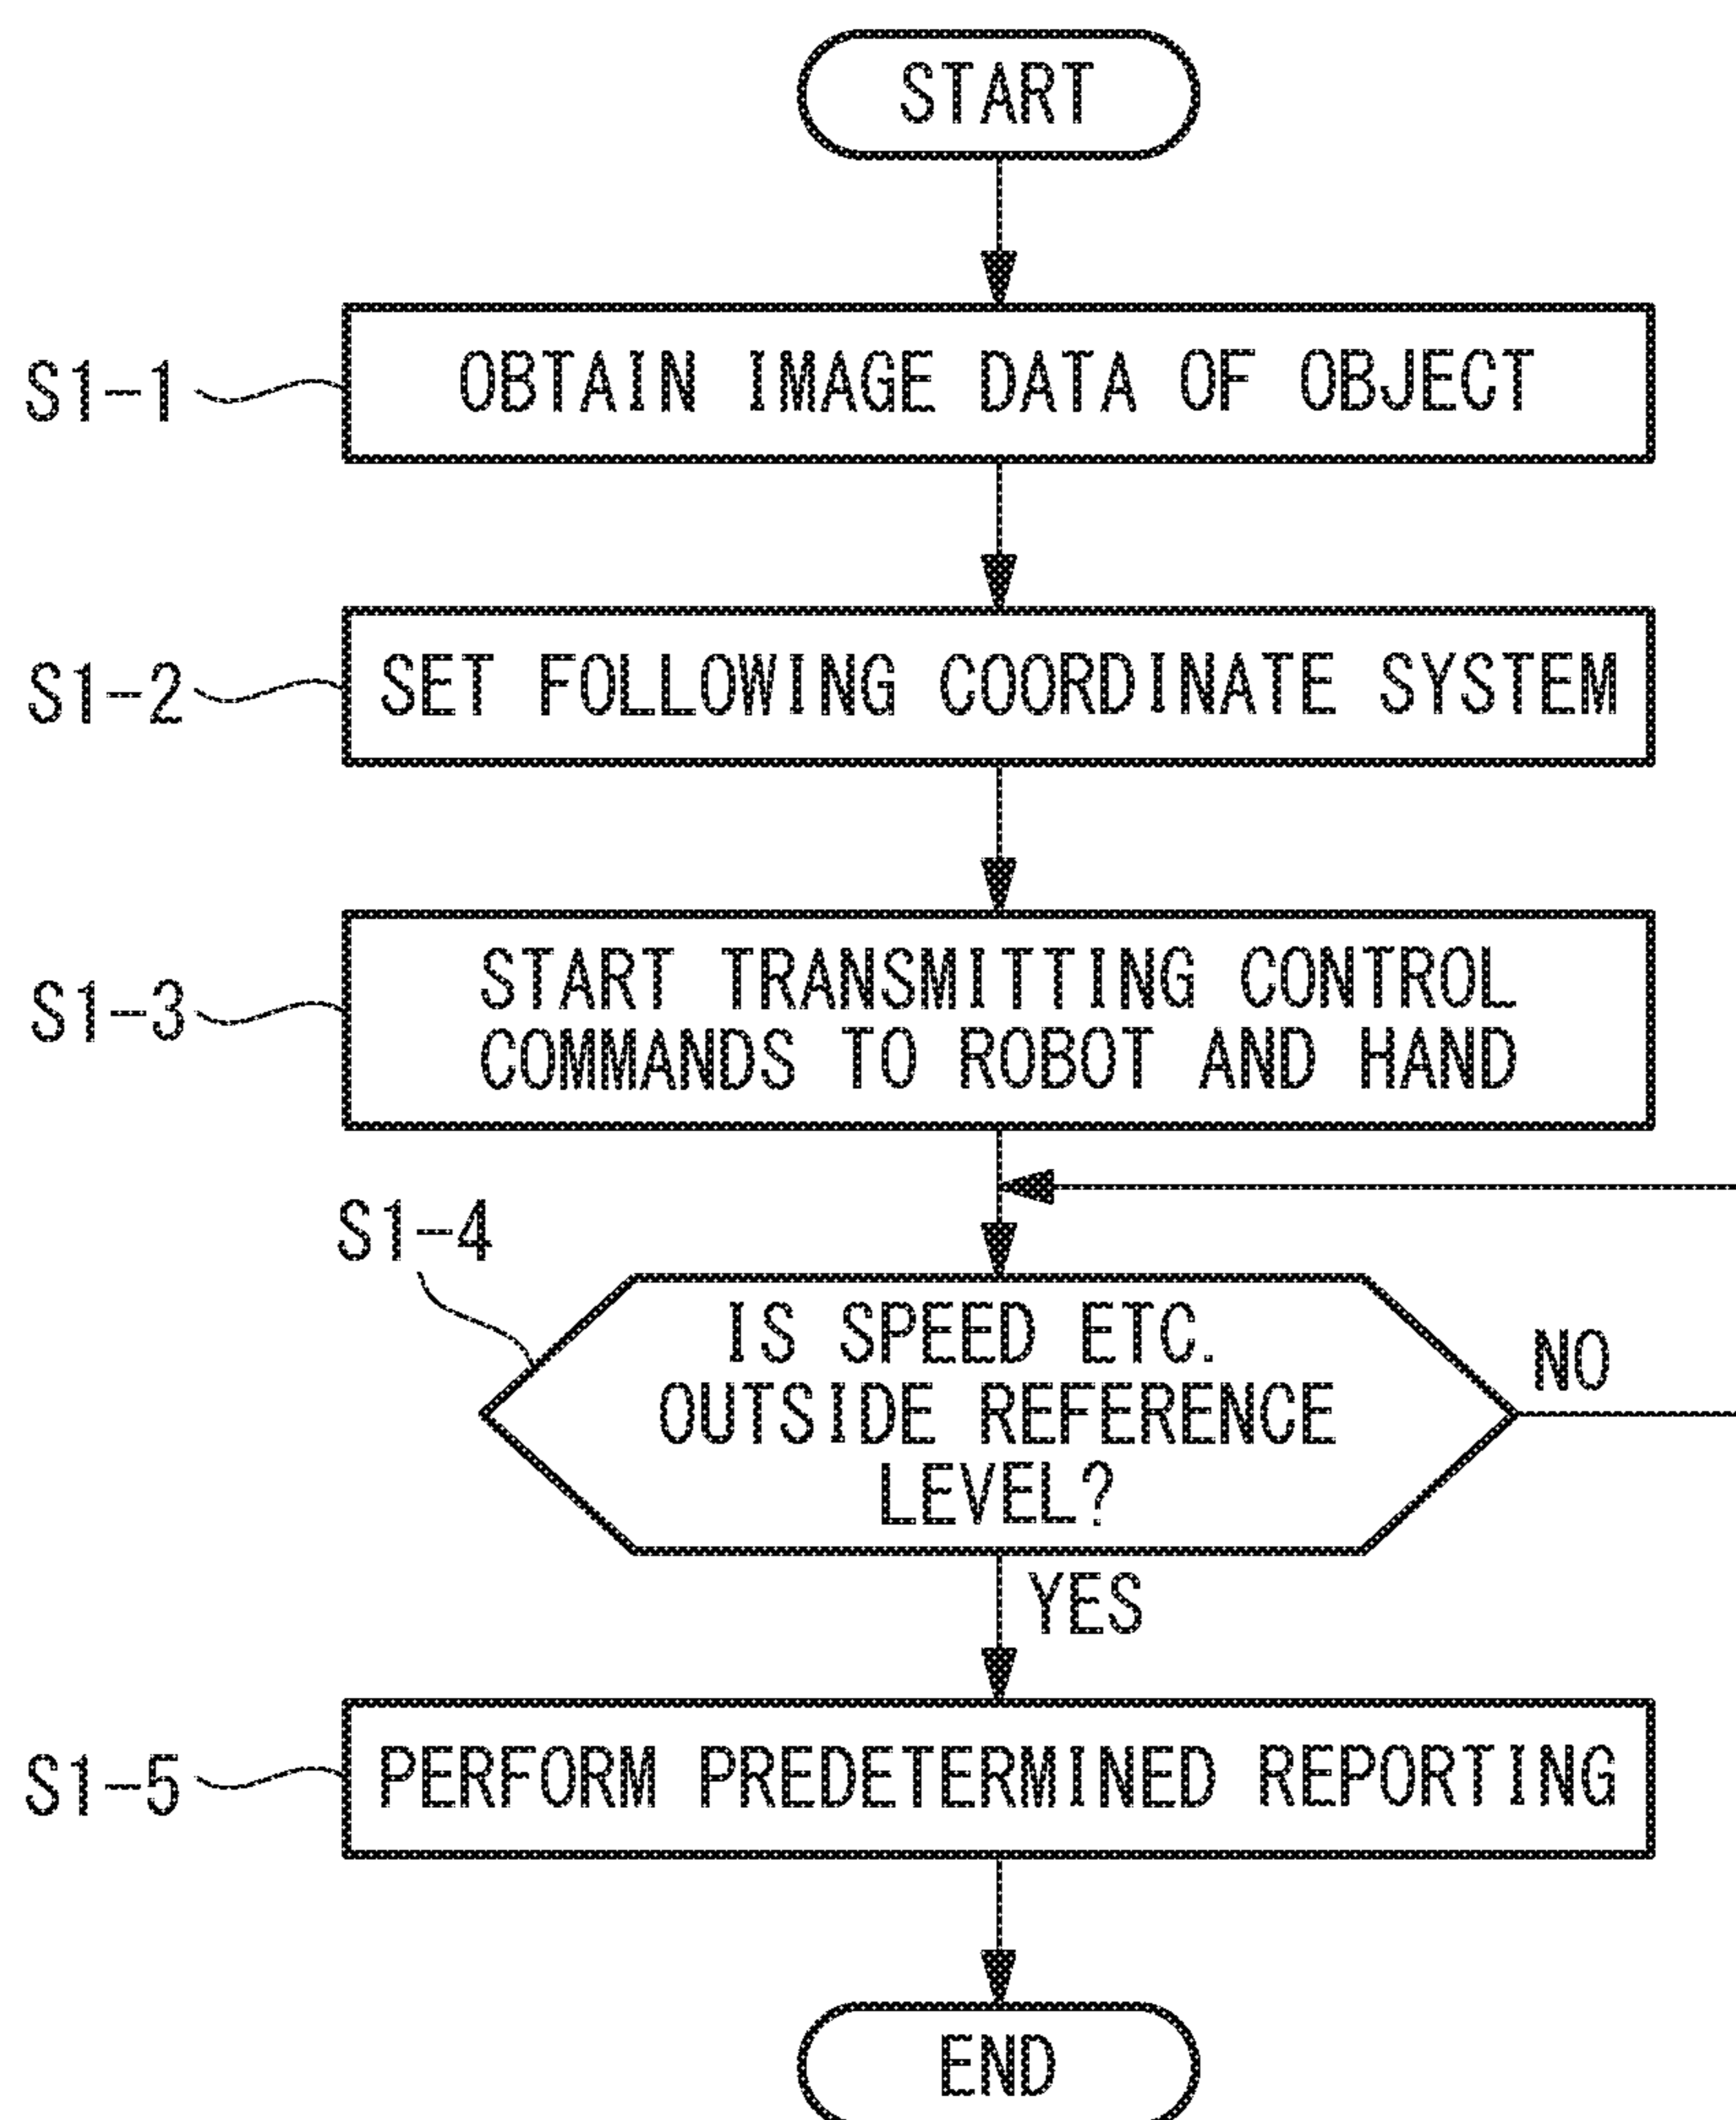 START
S1-1
OBTAIN IMAGE DATA OF OBJECT
S1-2
SET FOLLOWING COORDINATE SYSTEM
S1-3
START TRANSMITTING CONTROL
COMMANDS TO ROBOT AND HAND
S1-4
IS SPEED ETC.
OUTSIDE REFERENCE
LEVEL?
NO
YES
S1-5
PERFORM PREDETERMINED REPORTING
END